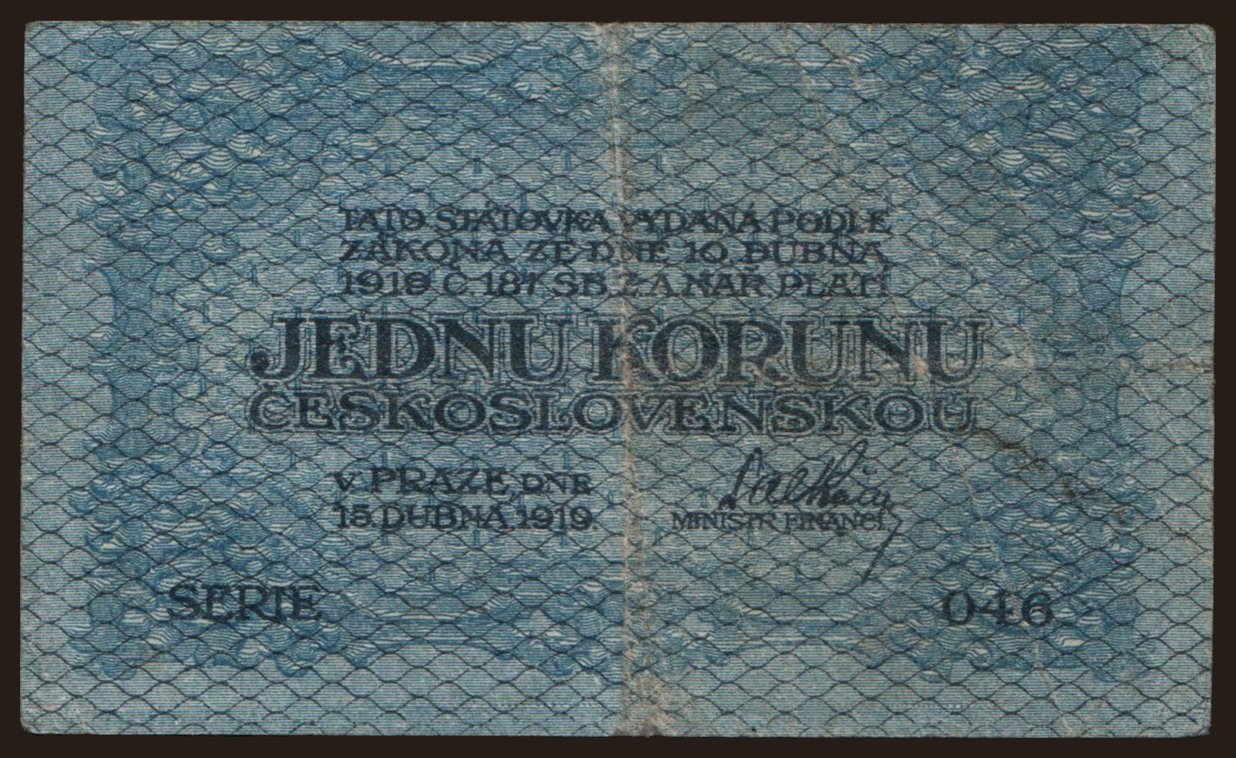 TATO STÁTOVKA VYDANÁ PODLE
ZÁKONA ZE DNE 10. DUBNA
1919 Č. 187 SB. Z. A NAŘ. PLATÍ
JEDNU KORUNU
ČESKOSLOVENSKOU
V PRAZE DNE
15. DUBNA 1919.
MINISTR FINANCÍ
SERIE 046